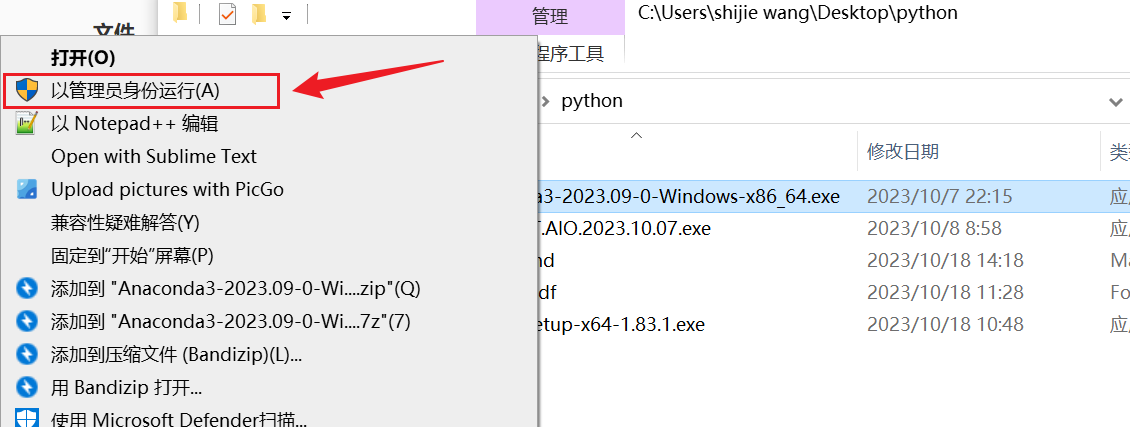 管理
C:\Users\shijie wang\Desktop\python
文件
程序工具
python
修改日期
打开(O)
以管理员身份运行(A)
以 Notepad++ 编辑
Open with Sublime Text
Upload pictures with PicGo
兼容性疑难解答(Y)
固定到"开始"屏幕(P)
添加到 "Anaconda3-2023.09-0-Wi....zip"(Q)
添加到 "Anaconda3-2023.09-0-Wi....7z"(7)
添加到压缩文件 (Bandizip)(L)...
用 Bandizip 打开...
使用 Microsoft Defender扫描...
a3-2023.09-0-Windows-x86_64.exe 2023/10/7 22:15 应
T.AIO.2023.10.07.exe 2023/10/8 8:58 应
nd 2023/10/18 14:18 Ma
df 2023/10/18 11:28 Fo
etup-x64-1.83.1.exe 2023/10/18 10:48 应